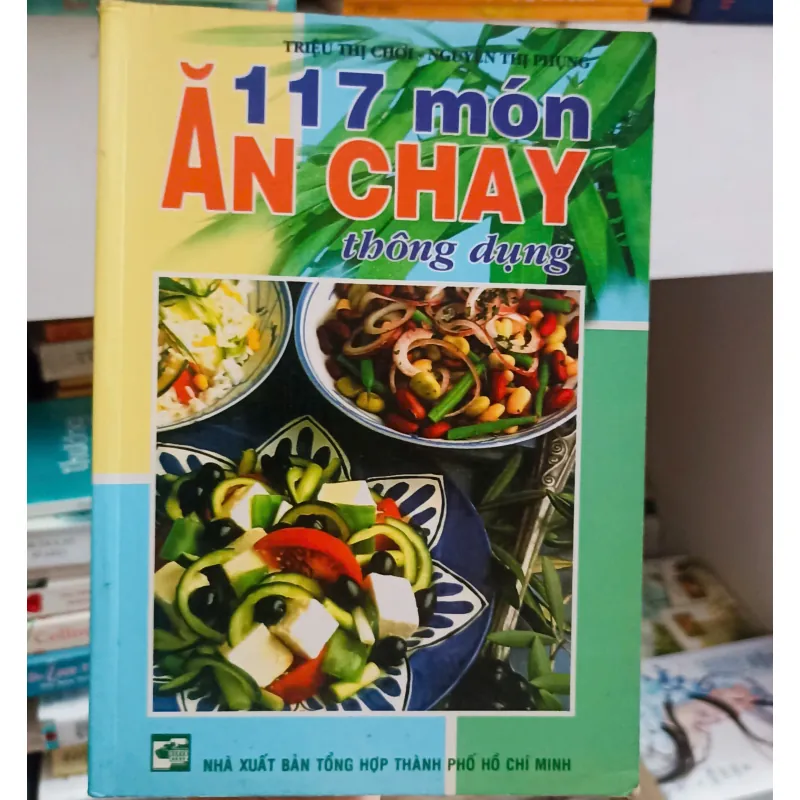 TRIỆU THỊ CHƠI - NGUYỄN THỊ PHỤNG
117 món
ĂN CHAY
thông dụng
NHÀ XUẤT BẢN TỔNG HỢP THÀNH PHỐ HỒ CHÍ MINH